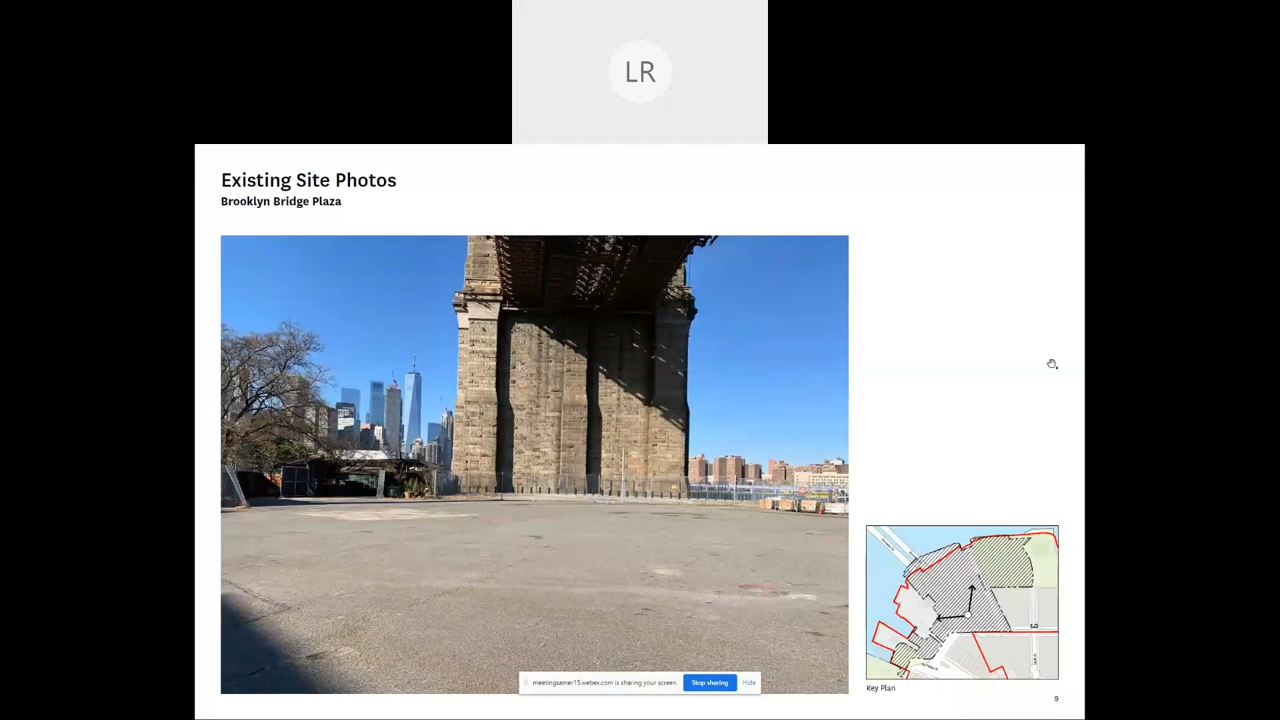 LR
Existing Site Photos
Brooklyn Bridge Plaza
meetingsamer15.webex.com is sharing your screen.
Stop sharing
Hide
Key Plan
9